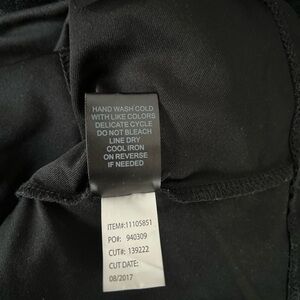 HAND WASH COLD
WITH LIKE COLORS
DELICATE CYCLE
DO NOT BLEACH
LINE DRY
COOL IRON
ON REVERSE
IF NEEDED
ITEM#:11105851
PO#: 940309
CUT#: 139222
CUT DATE:
08/2017